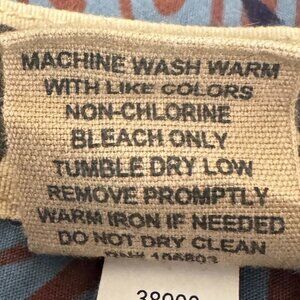 MACHINE WASH WARM
WITH LIKE COLORS
NON-CHLORINE
BLEACH ONLY
TUMBLE DRY LOW
REMOVE PROMPTLY
WARM IRON IF NEEDED
DO NOT DRY CLEAN